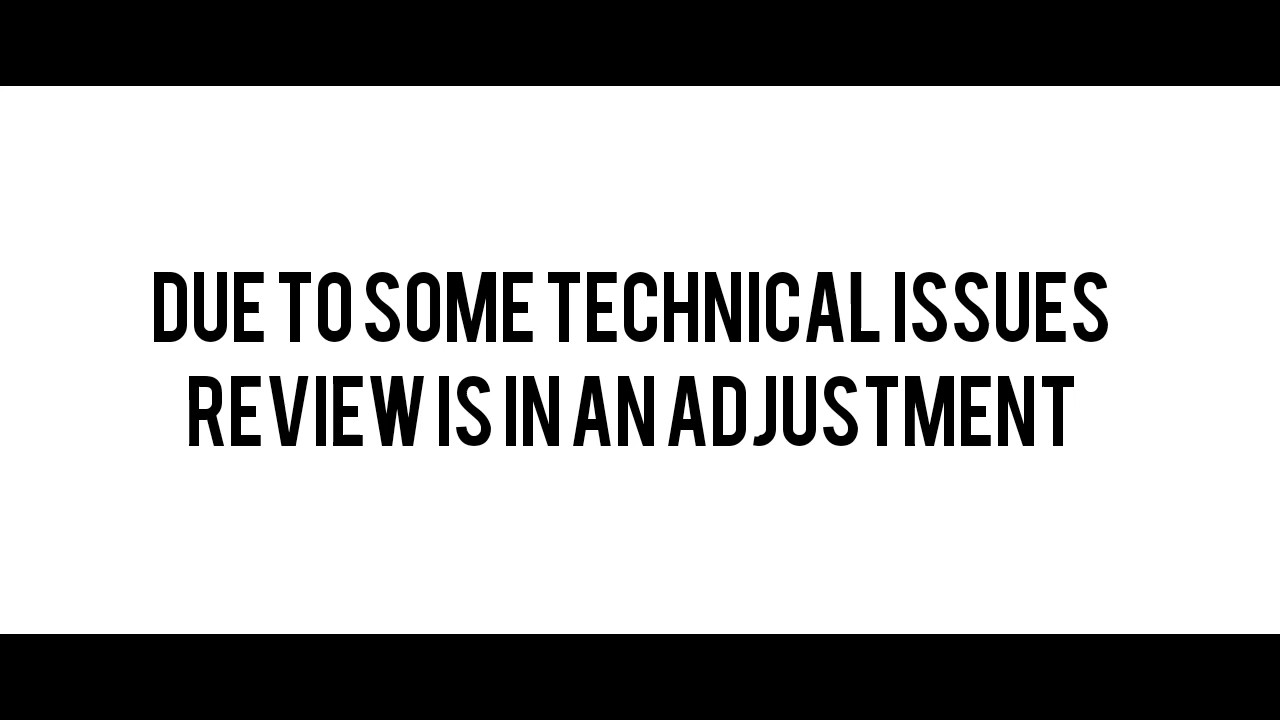 DUE TO SOME TECHNICAL ISSUES
REVIEW IS IN AN ADJUSTMENT